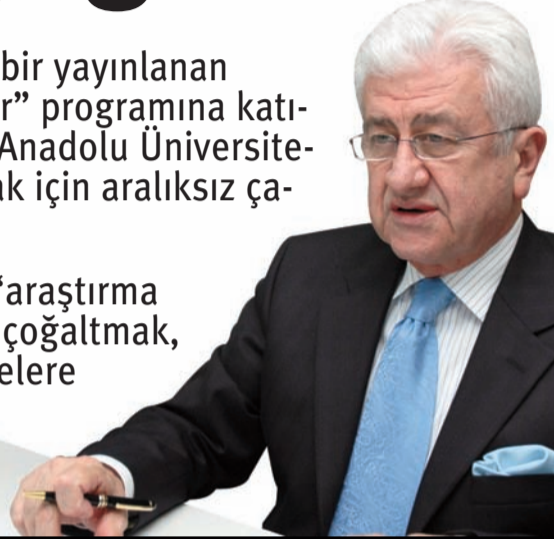 bir yayınlanan
r” programına katı-
Anadolu Üniversite-
ak için aralıksız ça-
“araştırma
çoğaltmak,
elere